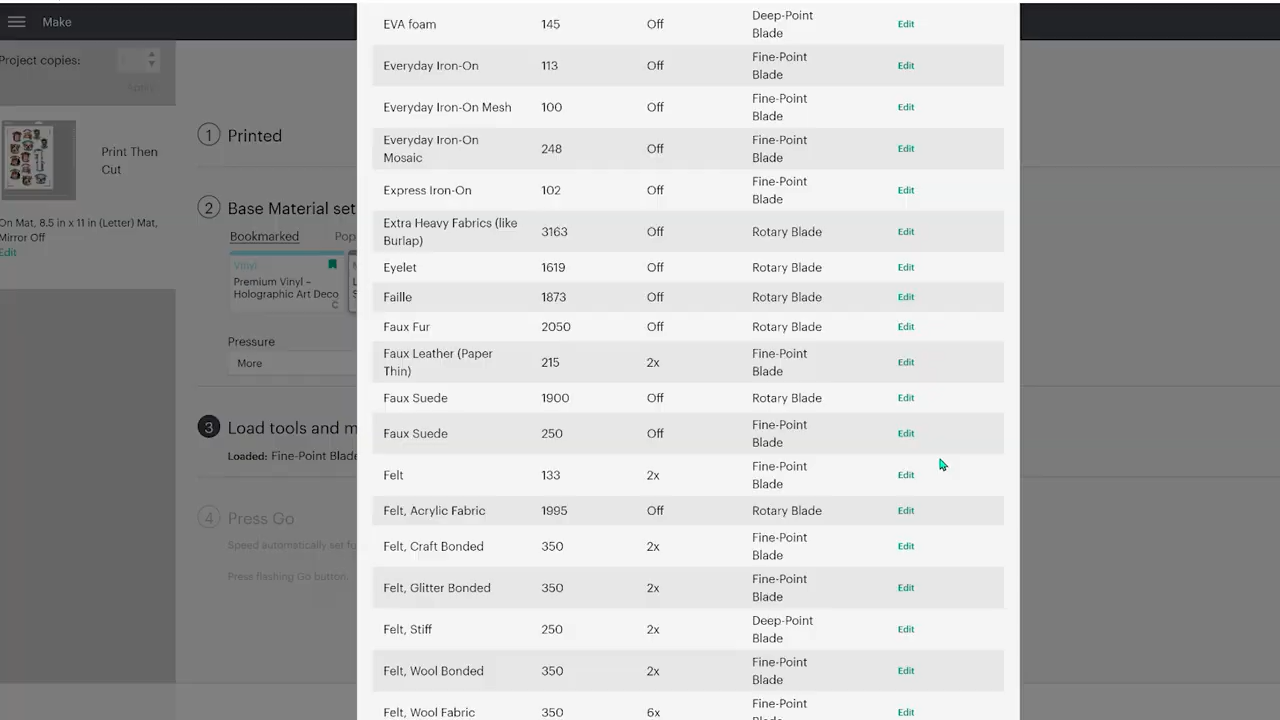 Make
Project copies:
Apply
Print Then
Cut
On Mat, 8.5 in x 11 in (Letter) Mat,
Mirror Off
Edit
1 Printed
2 Base Material set
Bookmarked Pop
Vinyl
Premium Vinyl –
Holographic Art Deco
C
Pressure
More
3 Load tools and m
Loaded: Fine-Point Blade
4 Press Go
Speed automatically set fo
Press flashing Go button.
EVA foam 145 Off Deep-Point
Blade Edit
Everyday Iron-On 113 Off Fine-Point
Blade Edit
Everyday Iron-On Mesh 100 Off Fine-Point
Blade Edit
Everyday Iron-On
Mosaic 248 Off Fine-Point
Blade Edit
Express Iron-On 102 Off Fine-Point
Blade Edit
Extra Heavy Fabrics (like
Burlap) 3163 Off Rotary Blade Edit
Eyelet 1619 Off Rotary Blade Edit
Faille 1873 Off Rotary Blade Edit
Faux Fur 2050 Off Rotary Blade Edit
Faux Leather (Paper
Thin) 215 2x Fine-Point
Blade Edit
Faux Suede 1900 Off Rotary Blade Edit
Faux Suede 250 Off Fine-Point
Blade Edit
Felt 133 2x Fine-Point
Blade Edit
Felt, Acrylic Fabric 1995 Off Rotary Blade Edit
Felt, Craft Bonded 350 2x Fine-Point
Blade Edit
Felt, Glitter Bonded 350 2x Fine-Point
Blade Edit
Felt, Stiff 250 2x Deep-Point
Blade Edit
Felt, Wool Bonded 350 2x Fine-Point
Blade Edit
Felt, Wool Fabric 350 6x Fine-Point
Edit